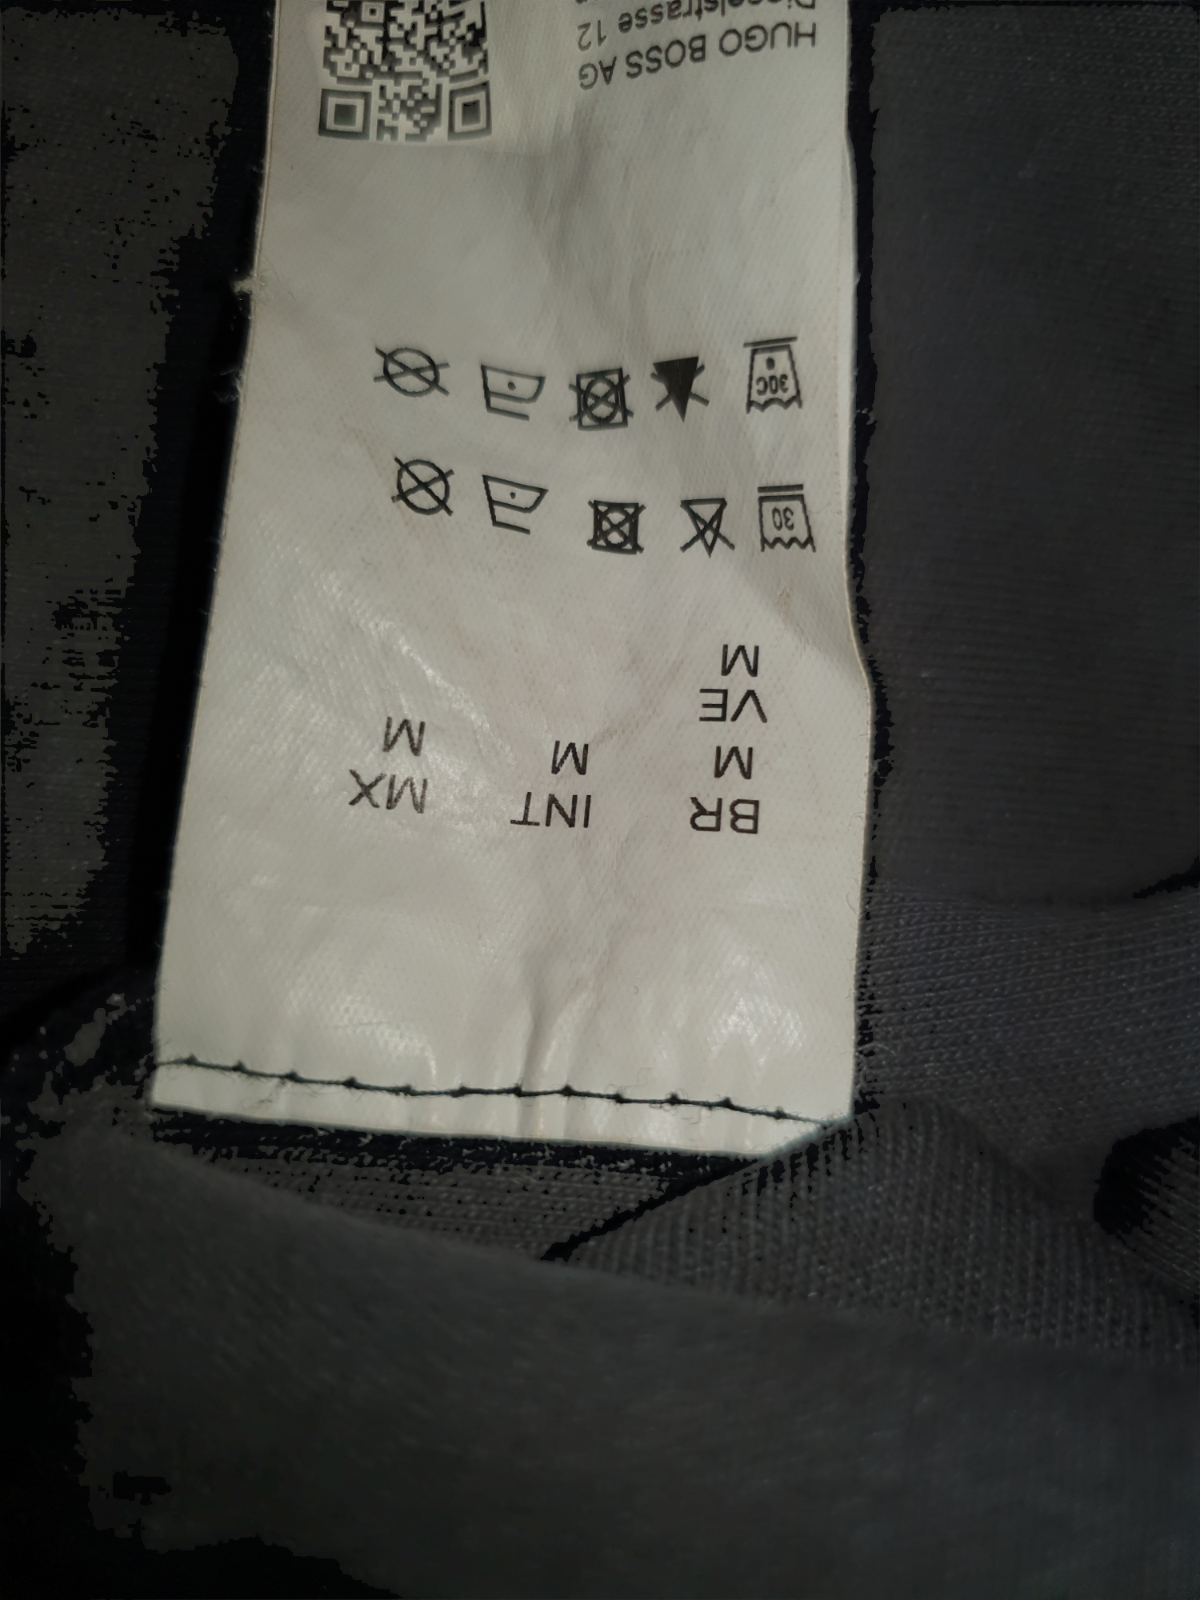 BR INT MX
M M M
VE
M
30
30C
HUGO BOSS AG
Dieselstrasse 12